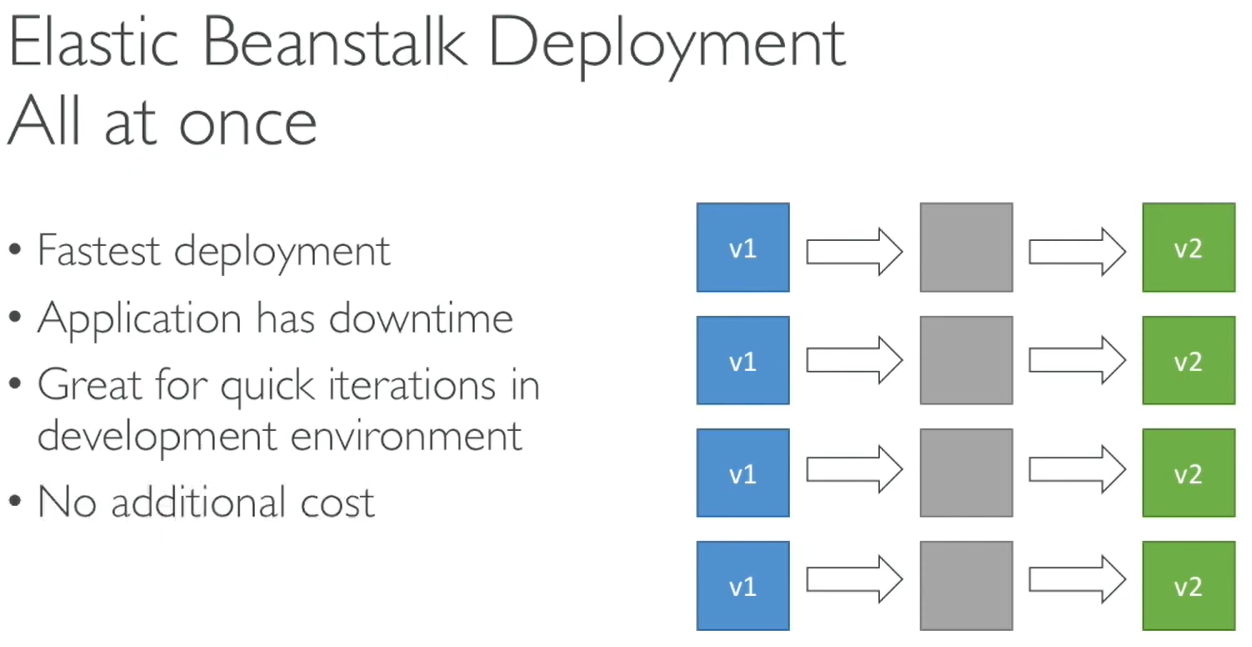 Elastic Beanstalk Deployment
All at once
• Fastest deployment
• Application has downtime
• Great for quick iterations in
development environment
• No additional cost
v1 v2
v1 v2
v1 v2
v1 v2